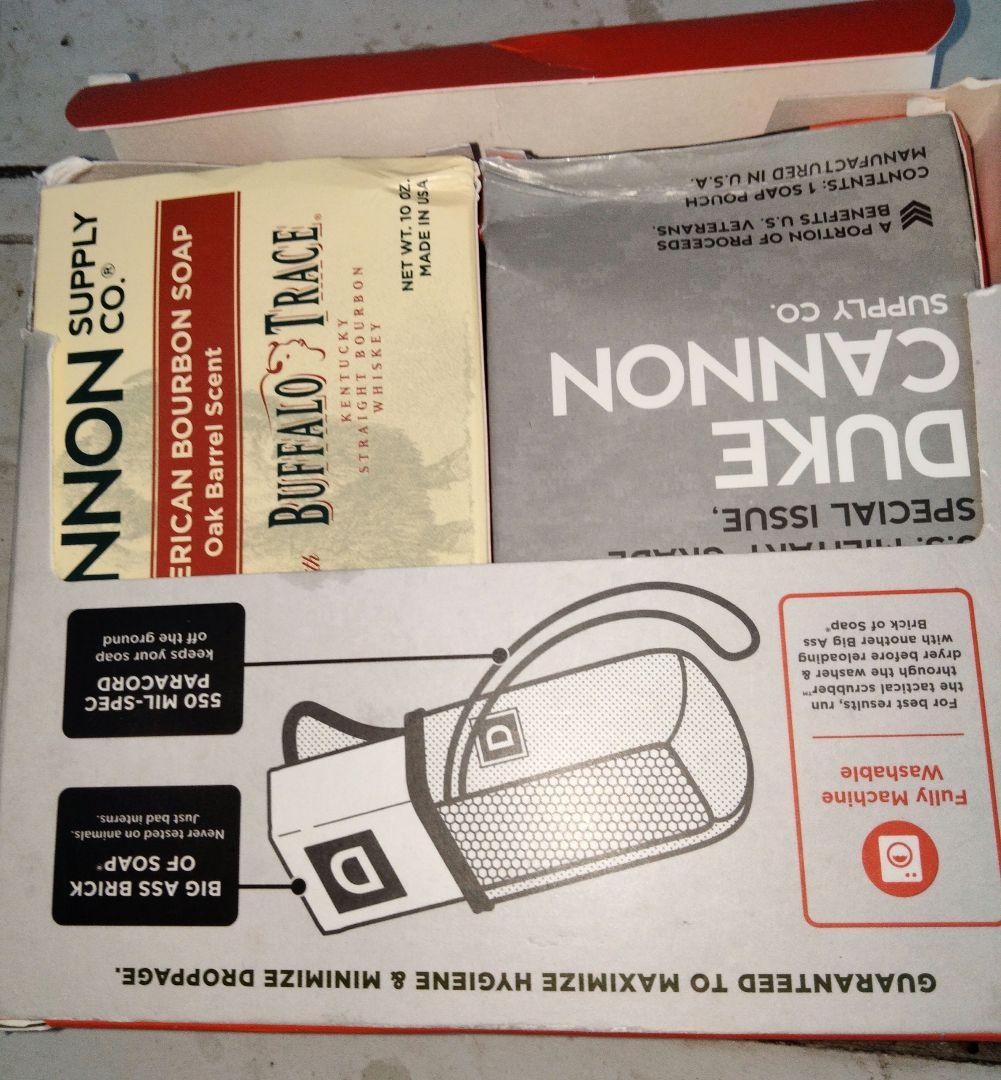 NNON SUPPLY CO.®
ERICAN BOURBON SOAP
Oak Barrel Scent
th
BUFFALO TRACE®
KENTUCKY
STRAIGHT BOURBON
WHISKEY
NET WT. 10 OZ.
MADE IN USA
U.S. MILITARY GRADE
SPECIAL ISSUE,
DUKE
CANNON
SUPPLY CO.
A PORTION OF PROCEEDS
BENEFITS U.S. VETERANS.
CONTENTS: 1 SOAP POUCH
MANUFACTURED IN U.S.A.
GUARANTEED TO MAXIMIZE HYGIENE & MINIMIZE DROPPAGE.
Fully Machine
Washable
For best results, run
the tactical scrubber™
through the washer &
dryer before reloading
with another Big Ass
Brick of Soap®
D
D
BIG ASS BRICK
OF SOAP®
Never tested on animals.
Just bad interns.
550 MIL-SPEC
PARACORD
keeps your soap
off the ground